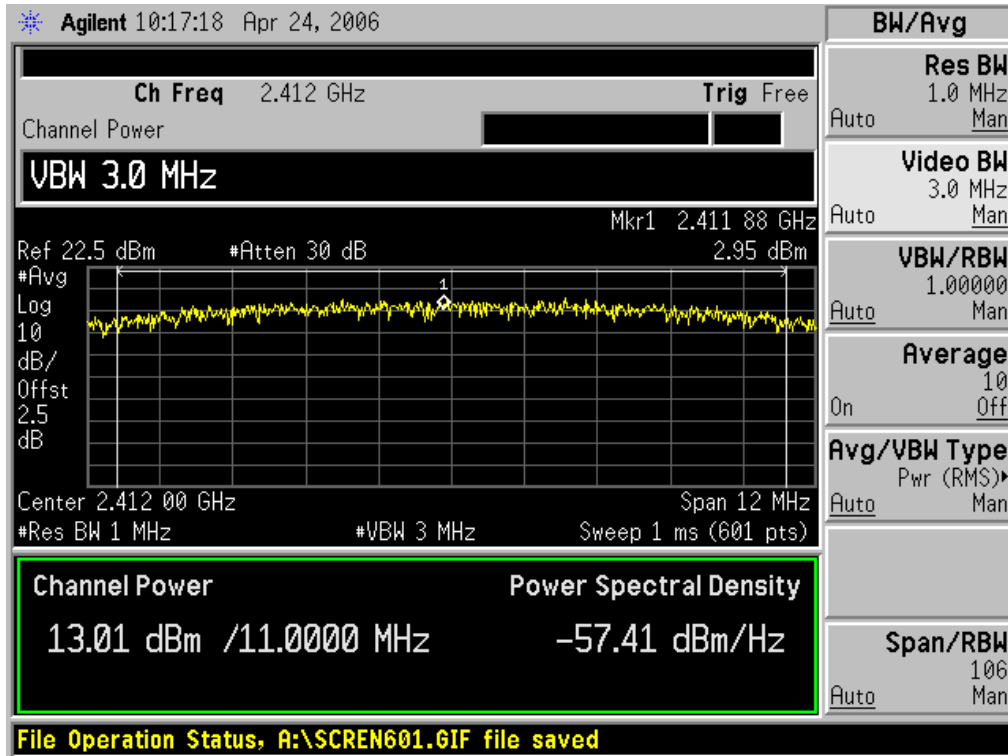 Agilent 10:17:18 Apr 24, 2006
BW/Avg
Ch Freq 2.412 GHz Trig Free
Channel Power
VBW 3.0 MHz
Mkr1 2.411 88 GHz
Ref 22.5 dBm #Atten 30 dB 2.95 dBm
#Avg
Log
10
dB/
Offst
2.5
dB
1
Center 2.412 00 GHz Span 12 MHz
#Res BW 1 MHz #VBW 3 MHz Sweep 1 ms (601 pts)
Channel Power Power Spectral Density
13.01 dBm /11.0000 MHz -57.41 dBm/Hz
Res BW
1.0 MHz
Auto Man
Video BW
3.0 MHz
Auto Man
VBW/RBW
1.00000
Auto Man
Average
10
On Off
Avg/VBW Type
Pwr (RMS)▸
Auto Man
Span/RBW
106
Auto Man
File Operation Status, A:\SCREN601.GIF file saved